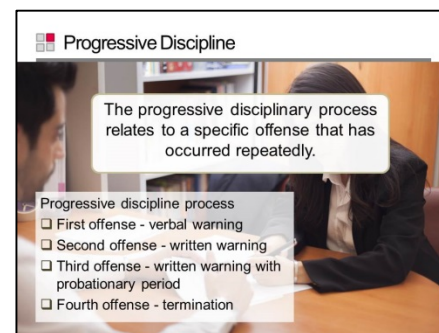 Progressive Discipline
The progressive disciplinary process
relates to a specific offense that has
occurred repeatedly.
Progressive discipline process
❑ First offense - verbal warning
❑ Second offense - written warning
❑ Third offense - written warning with
probationary period
❑ Fourth offense - termination